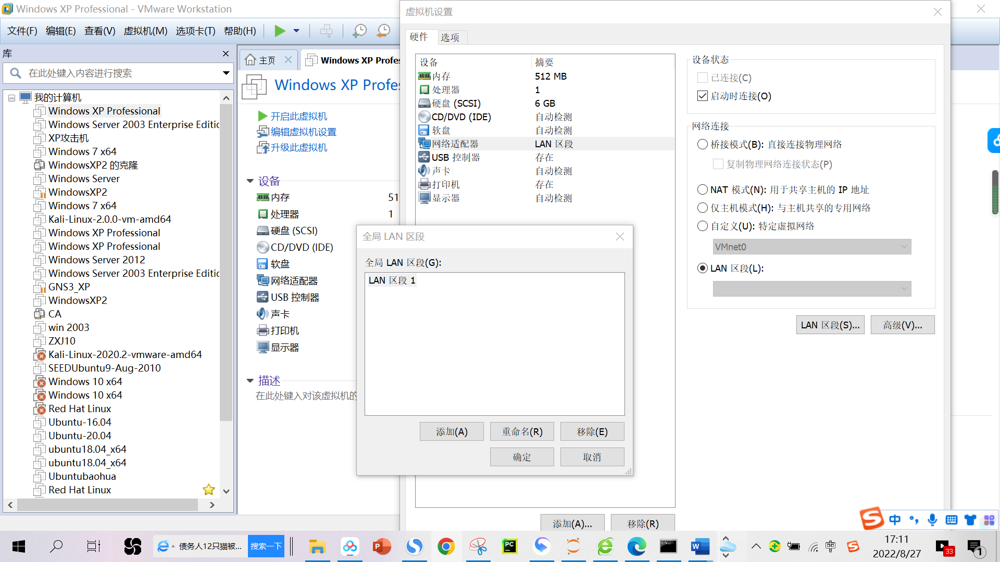 Windows XP Professional - VMware Workstation
文件(F) 编辑(E) 查看(V) 虚拟机(M) 选项卡(T) 帮助(H)
库
在此处键入内容进行搜索
我的计算机
Windows XP Professional
Windows Server 2003 Enterprise Editic
XP攻击机
Windows 7 x64
WindowsXP2 的克隆
Windows Server
WindowsXP2
Windows 7 x64
Kali-Linux-2.0.0-vm-amd64
Windows XP Professional
Windows XP Professional
Windows Server 2012
Windows Server 2003 Enterprise Editic
GNS3_XP
WindowsXP2
CA
win 2003
ZXJ10
Kali-Linux-2020.2-vmware-amd64
SEEDUbuntu9-Aug-2010
Windows 10 x64
Windows 10 x64
Red Hat Linux
Ubuntu-16.04
Ubuntu-20.04
ubuntu18.04_x64
ubuntu18.04_x64
Ubuntubaohua
Red Hat Linux
主页
Windows XP Profes
Windows XP Profes
开启此虚拟机
编辑虚拟机设置
升级此虚拟机
设备
内存 51
处理器 1
硬盘 (SCSI)
CD/DVD (IDE)
软盘
网络适配器
USB 控制器
声卡
打印机
显示器
描述
在此处键入对该虚拟机的
虚拟机设置
硬件 选项
设备 摘要
内存 512 MB
处理器 1
硬盘 (SCSI) 6 GB
CD/DVD (IDE) 自动检测
软盘 自动检测
网络适配器 LAN 区段
USB 控制器 存在
声卡 自动检测
打印机 存在
显示器 自动检测
添加(A)... 移除(R)
设备状态
已连接(C)
启动时连接(O)
网络连接
桥接模式(B): 直接连接物理网络
复制物理网络连接状态(P)
NAT 模式(N): 用于共享主机的 IP 地址
仅主机模式(H): 与主机共享的专用网络
自定义(U): 特定虚拟网络
VMnet0
LAN 区段(L):
LAN 区段(S)... 高级(V)...
全局 LAN 区段
全局 LAN 区段(G):
LAN 区段 1
添加(A) 重命名(R) 移除(E)
确定 取消
中
债务人12只猫被... 搜索一下
中
17:11
2022/8/27
33
1